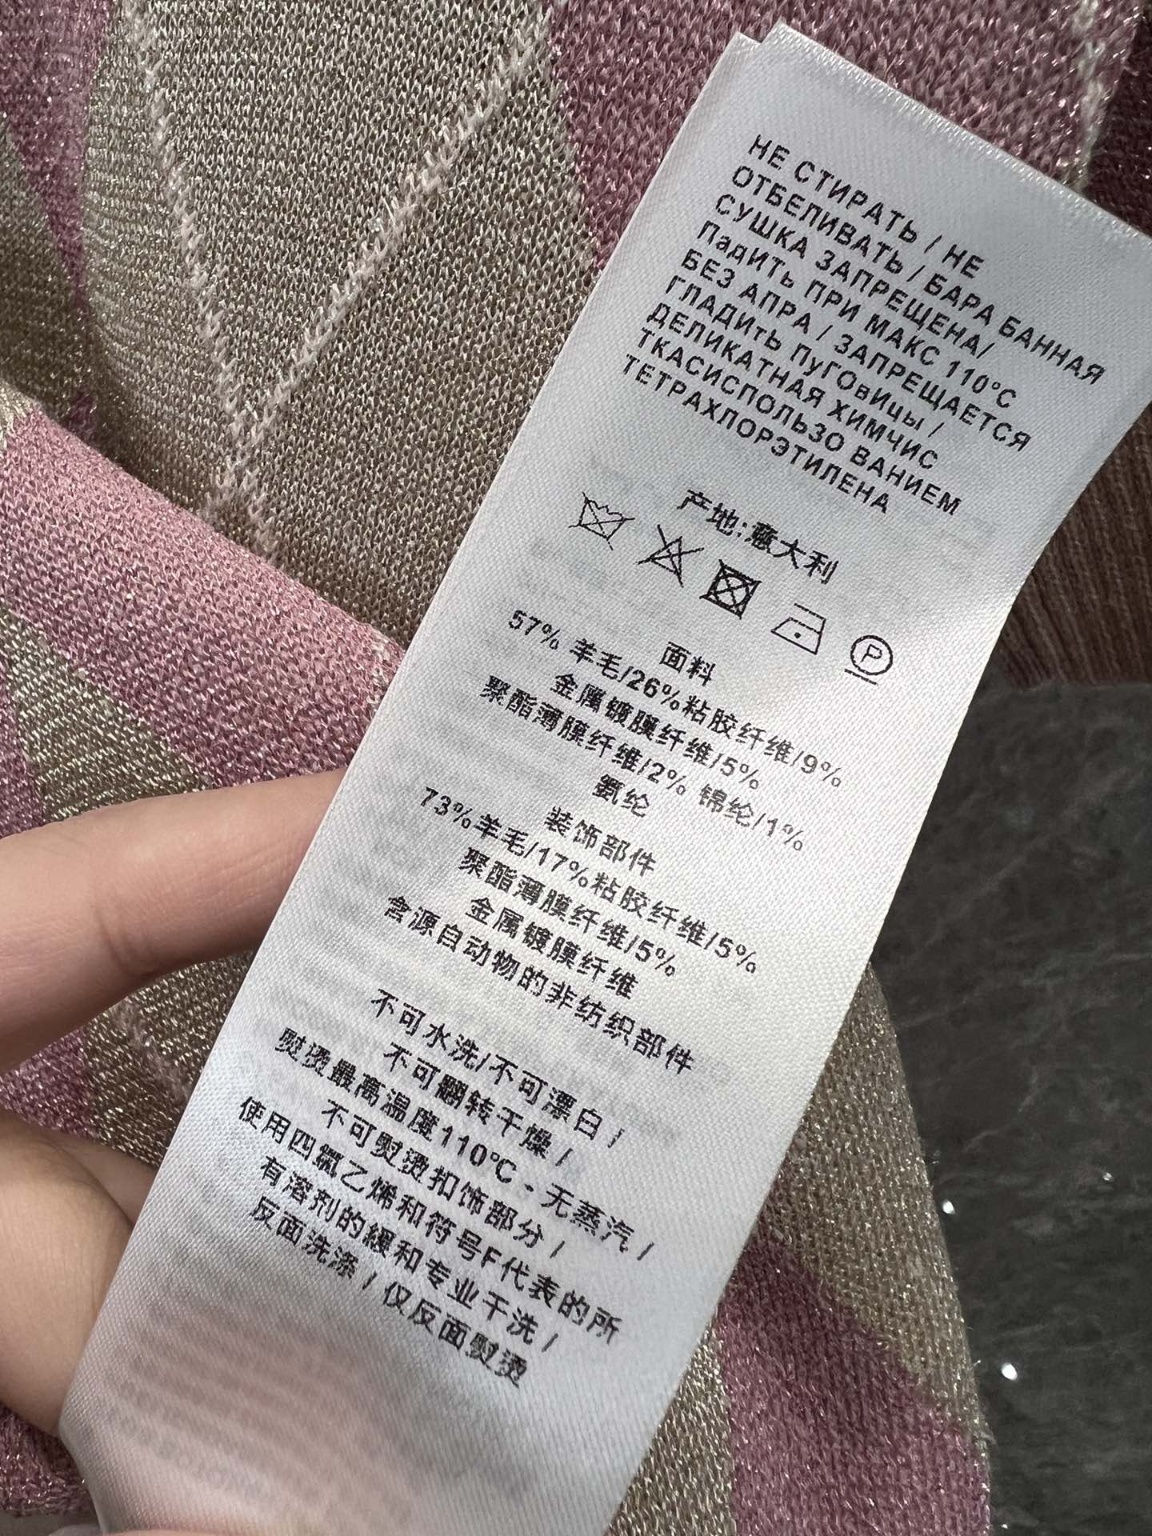 НЕ СТИРАТЬ / НЕ
ОТБЕЛИВАТЬ / БАРА БАННАЯ
СУШКА ЗАПРЕЩЕНА/
ПадИТЬ ПРИ МАКС 110°C
БЕЗ АПРА / ЗАПРЕЩАЕТСЯ
ГЛАДИТЬ ПуГОвИцы /
ДЕЛИКАТНАЯ ХИМЧИС
ТКАСИСПОЛЬЗО ВАНИЕМ
ТЕТРАХЛОРЭТИЛЕНА
产地:意大利
P
面料
57% 羊毛/26%粘胶纤维/9%
金属镀膜纤维/5%
聚酯薄膜纤维/2% 锦纶/1%
氨纶
装饰部件
73%羊毛/17%粘胶纤维/5%
聚酯薄膜纤维/5%
金属镀膜纤维
含源自动物的非纺织部件
不可水洗/不可漂白 /
不可翻转干燥 /
熨烫最高温度110°C - 无蒸汽 /
不可熨烫扣饰部分 /
使用四氯乙烯和符号F代表的所
有溶剂的缓和专业干洗 /
反面洗涤 / 仅反面熨烫